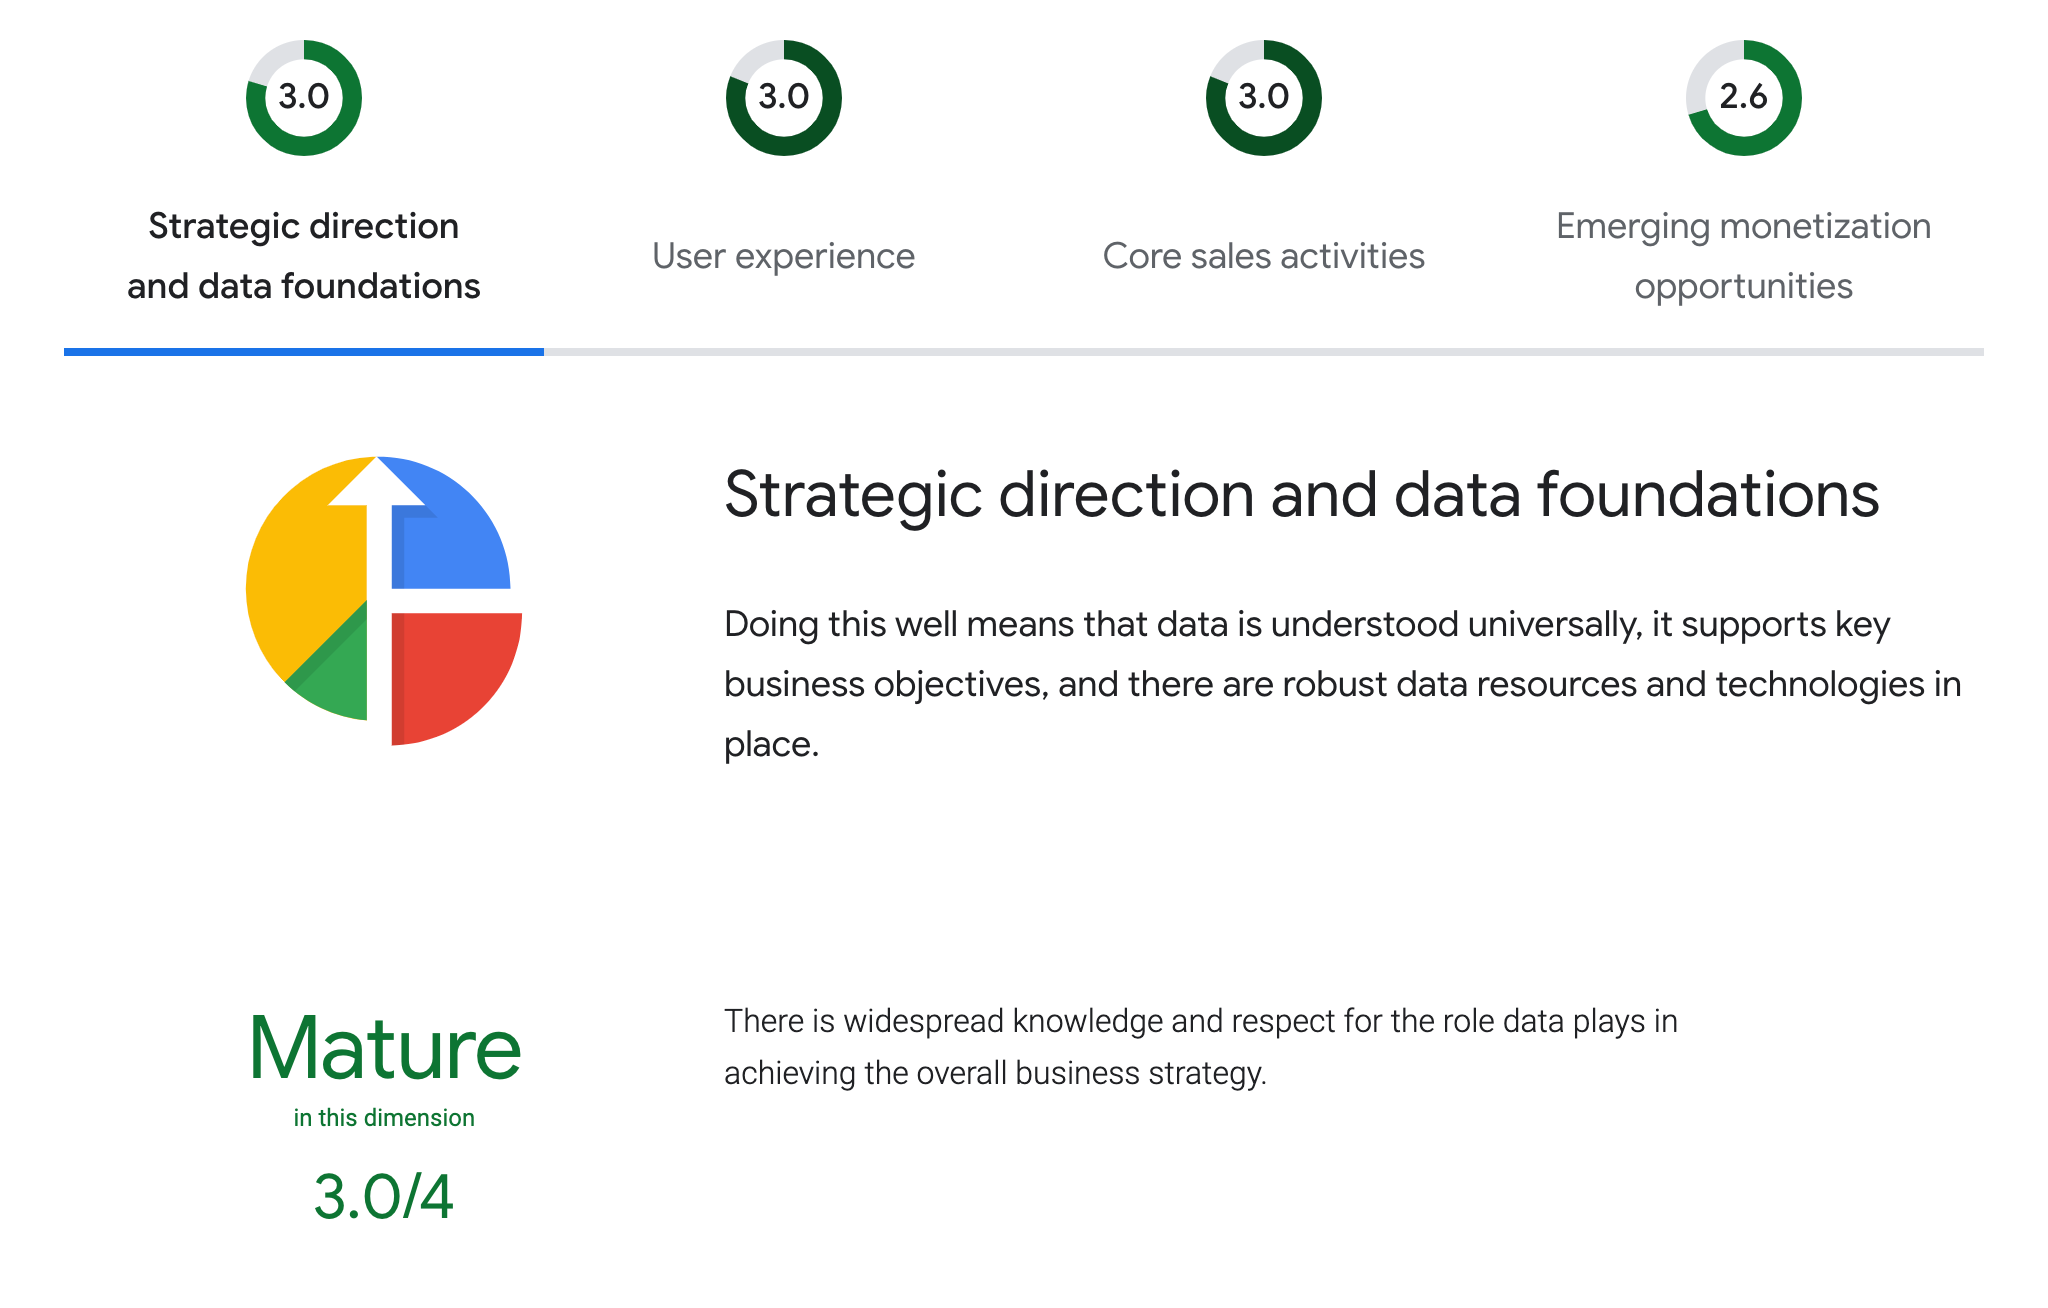 3.0
3.0
3.0
2.6
Strategic direction
and data foundations
User experience
Core sales activities
Emerging monetization
opportunities
Strategic direction and data foundations
Doing this well means that data is understood universally, it supports key
business objectives, and there are robust data resources and technologies in
place.
Mature
in this dimension
3.0/4
There is widespread knowledge and respect for the role data plays in
achieving the overall business strategy.